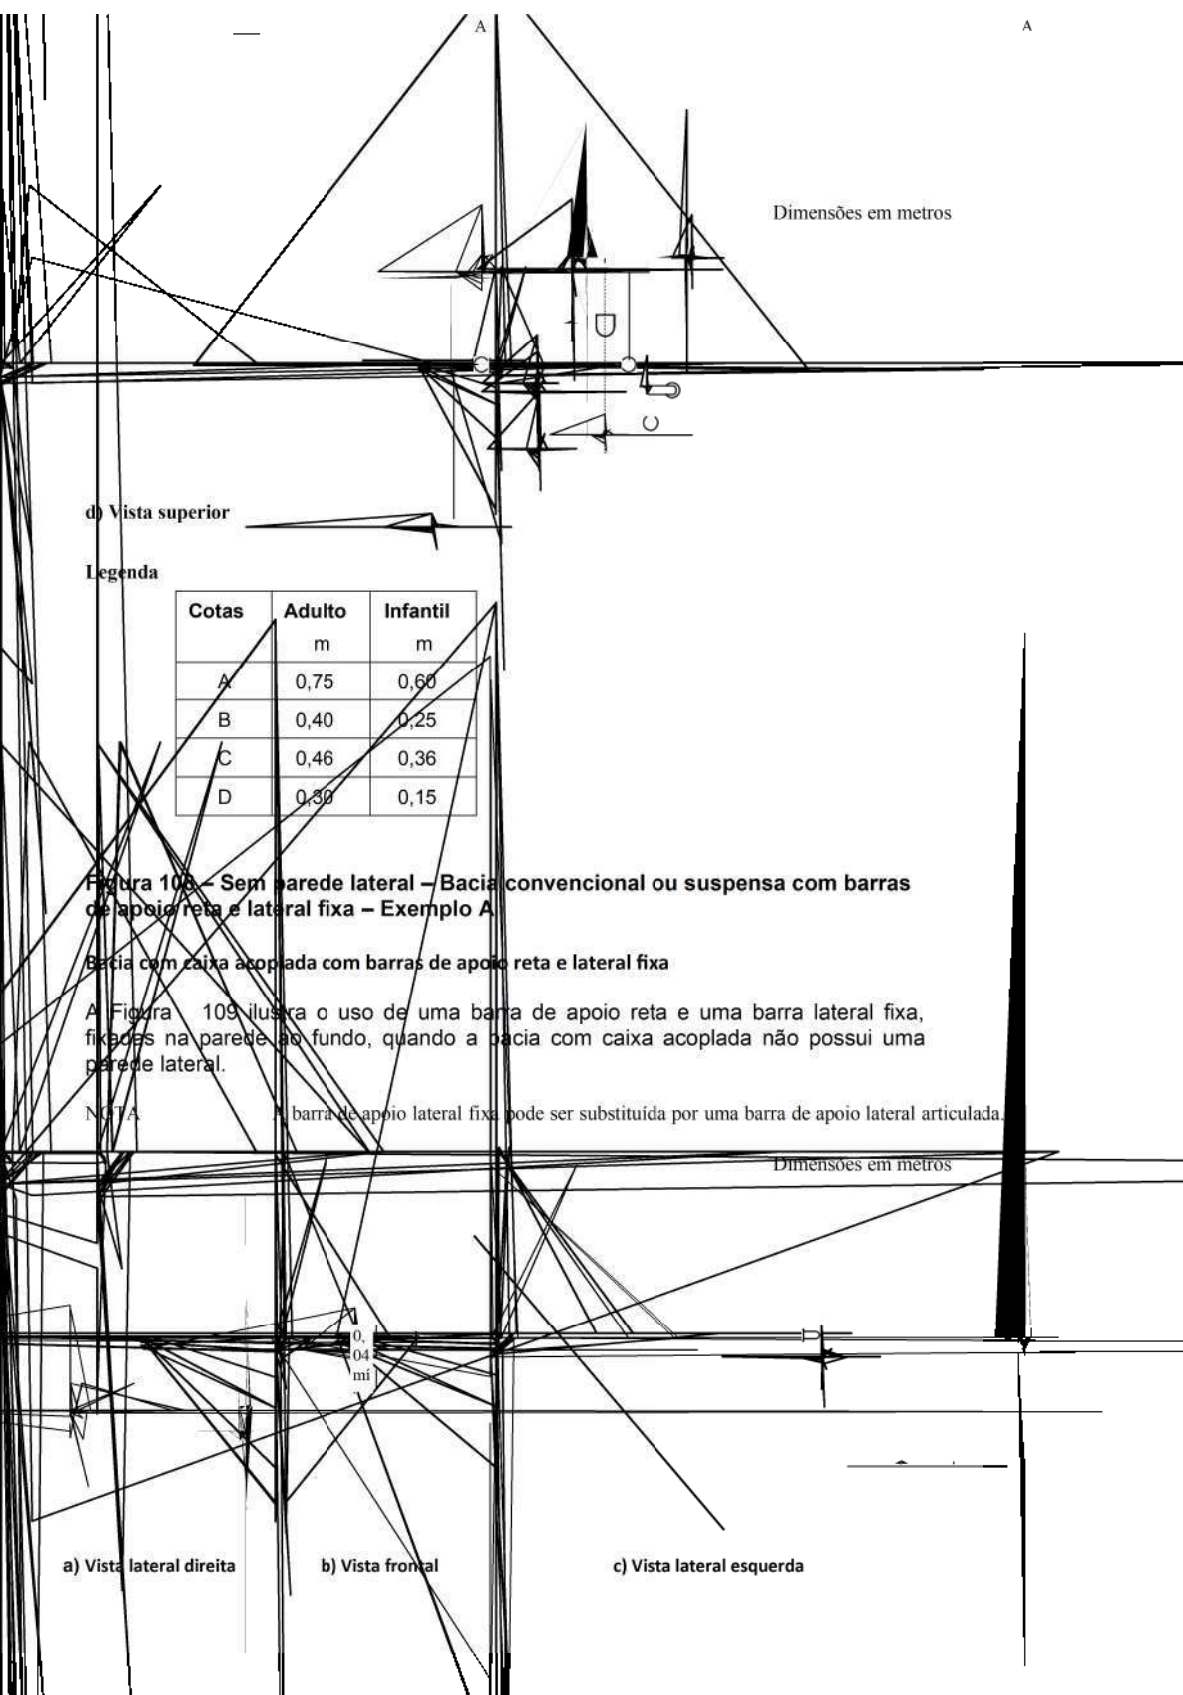 A A
Dimensões em metros
D
C
d) Vista superior
Legenda
Cotas Adulto Infantil
m m
A 0,75 0,60
B 0,40 0,25
C 0,46 0,36
D 0,30 0,15
Figura 108 – Sem parede lateral – Bacia convencional ou suspensa com barras
de apoio reta e lateral fixa – Exemplo A
Bacia com caixa acoplada com barras de apoio reta e lateral fixa
A Figura 109 ilustra o uso de uma barra de apoio reta e uma barra lateral fixa,
fixadas na parede ao fundo, quando a bacia com caixa acoplada não possui uma
parede lateral.
NOTA A barra de apoio lateral fixa pode ser substituída por uma barra de apoio lateral articulada.
Dimensões em metros
0,
04
mí
a) Vista lateral direita b) Vista frontal c) Vista lateral esquerda